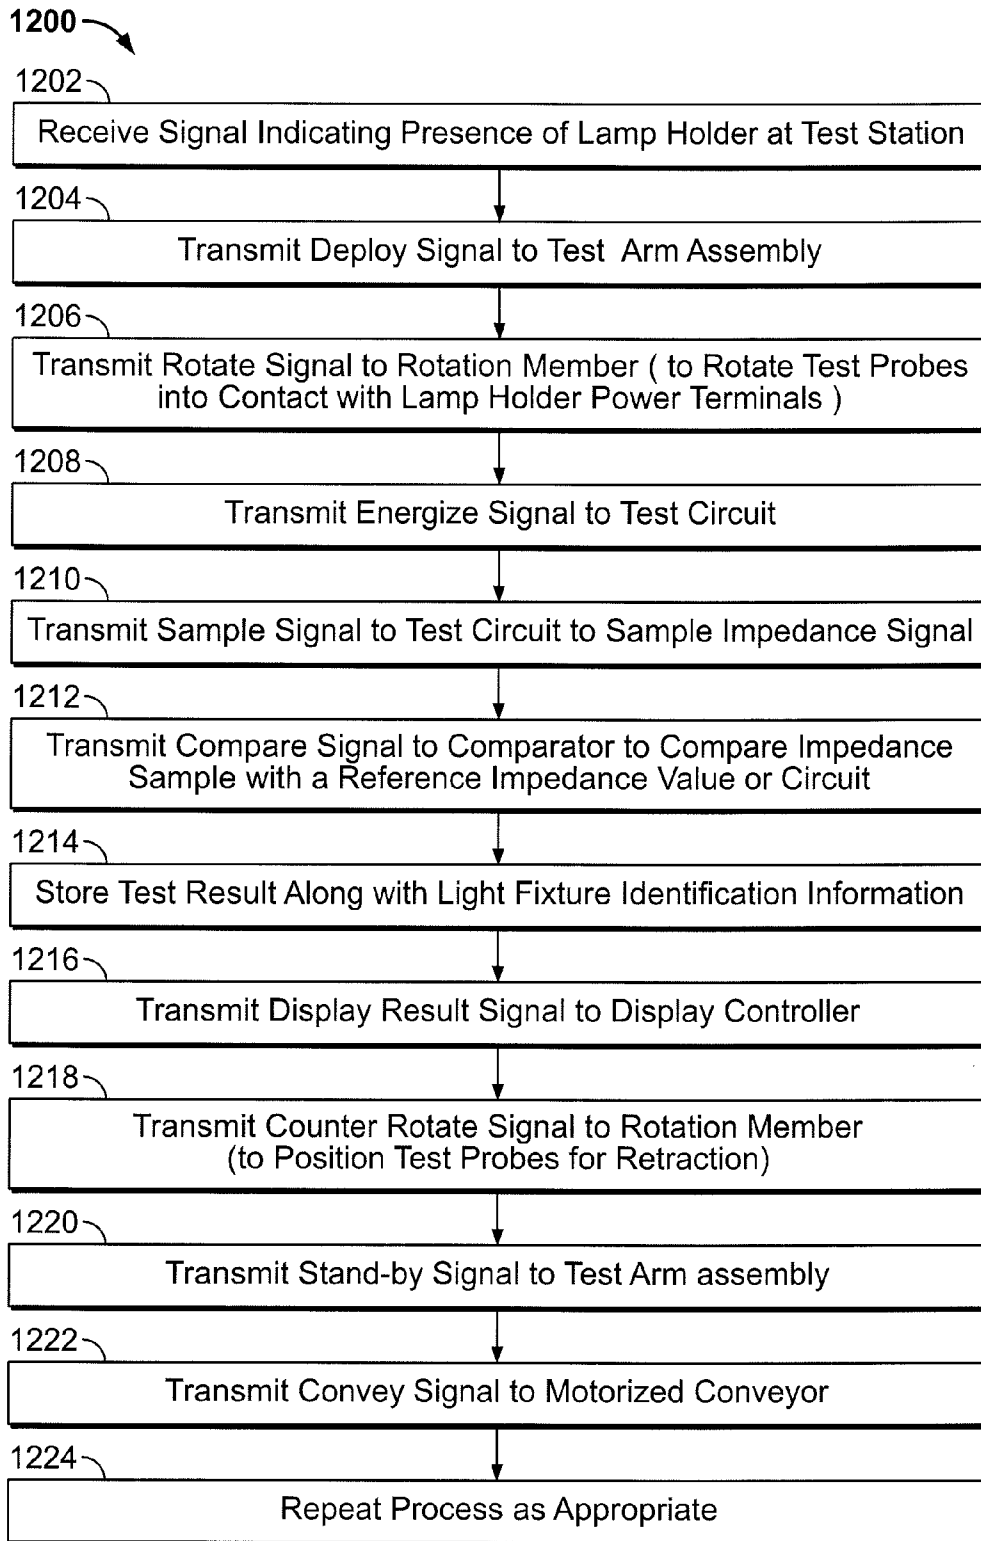 1200
1202
Receive Signal Indicating Presence of Lamp Holder at Test Station
1204
Transmit Deploy Signal to Test Arm Assembly
1206
Transmit Rotate Signal to Rotation Member ( to Rotate Test Probes
into Contact with Lamp Holder Power Terminals )
1208
Transmit Energize Signal to Test Circuit
1210
Transmit Sample Signal to Test Circuit to Sample Impedance Signal
1212
Transmit Compare Signal to Comparator to Compare Impedance
Sample with a Reference Impedance Value or Circuit
1214
Store Test Result Along with Light Fixture Identification Information
1216
Transmit Display Result Signal to Display Controller
1218
Transmit Counter Rotate Signal to Rotation Member
(to Position Test Probes for Retraction)
1220
Transmit Stand-by Signal to Test Arm assembly
1222
Transmit Convey Signal to Motorized Conveyor
1224
Repeat Process as Appropriate